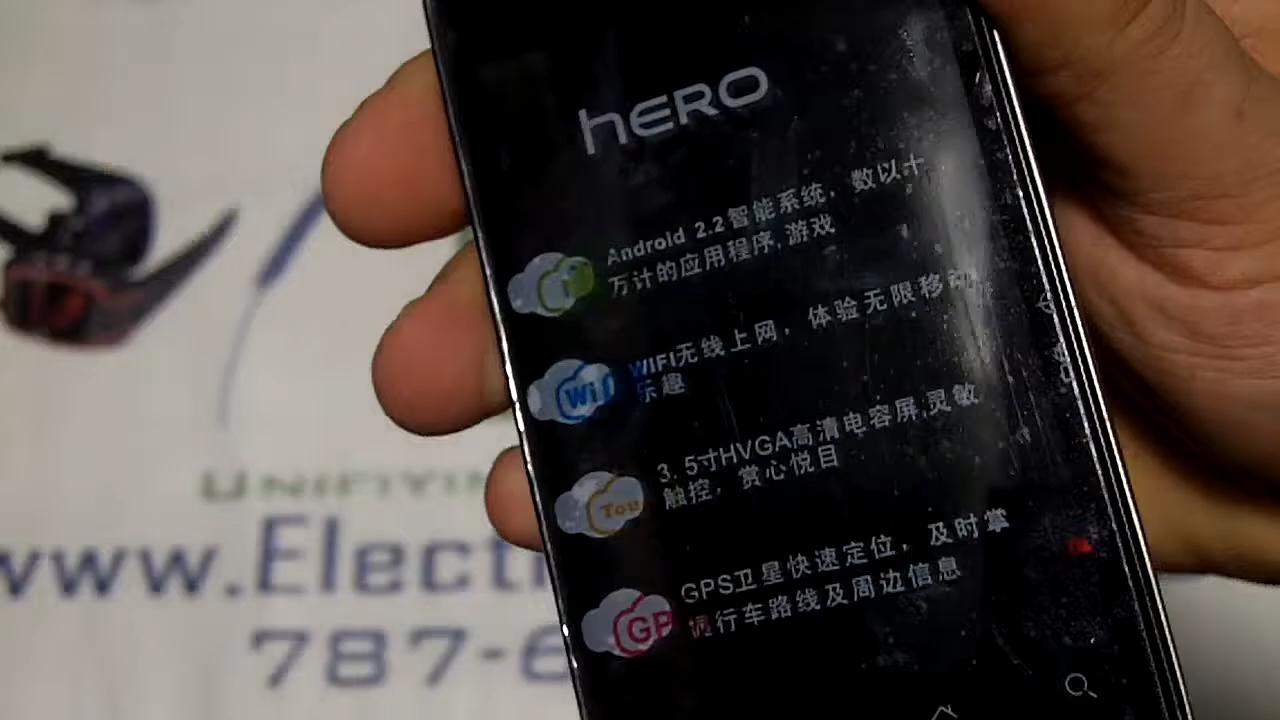 hERO
Android 2.2智能系统，数以十
万计的应用程序,游戏
WIFI无线上网，体验无限移动
乐趣
Wi
3.5寸HVGA高清电容屏,灵敏
触控，赏心悦目
Tou
GPS卫星快速定位，及时掌
握行车路线及周边信息
GP
UNIFIYIN
www.Elect
787-6